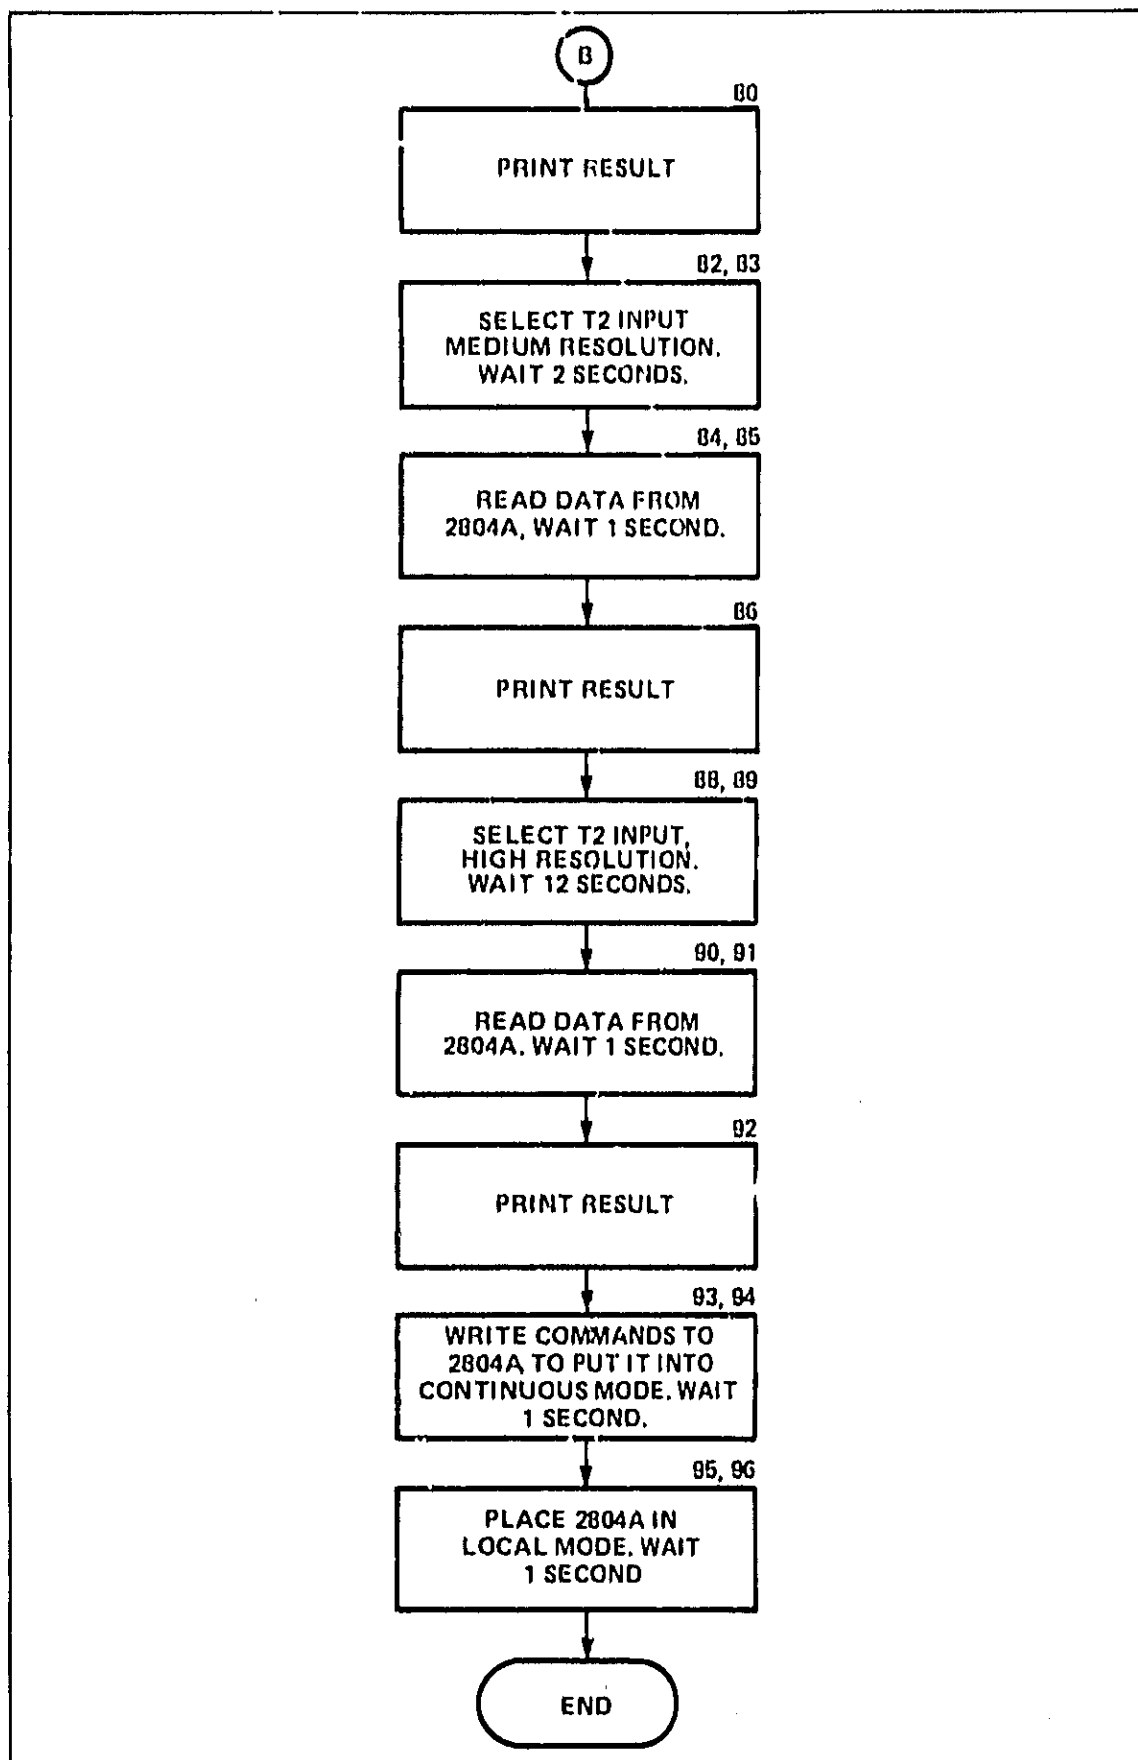 B
80
PRINT RESULT
82, 83
SELECT T2 INPUT
MEDIUM RESOLUTION.
WAIT 2 SECONDS.
84, 85
READ DATA FROM
2804A, WAIT 1 SECOND.
86
PRINT RESULT
88, 89
SELECT T2 INPUT,
HIGH RESOLUTION.
WAIT 12 SECONDS.
90, 91
READ DATA FROM
2804A. WAIT 1 SECOND.
92
PRINT RESULT
93, 94
WRITE COMMANDS TO
2804A TO PUT IT INTO
CONTINUOUS MODE. WAIT
1 SECOND.
95, 96
PLACE 2804A IN
LOCAL MODE. WAIT
1 SECOND
END